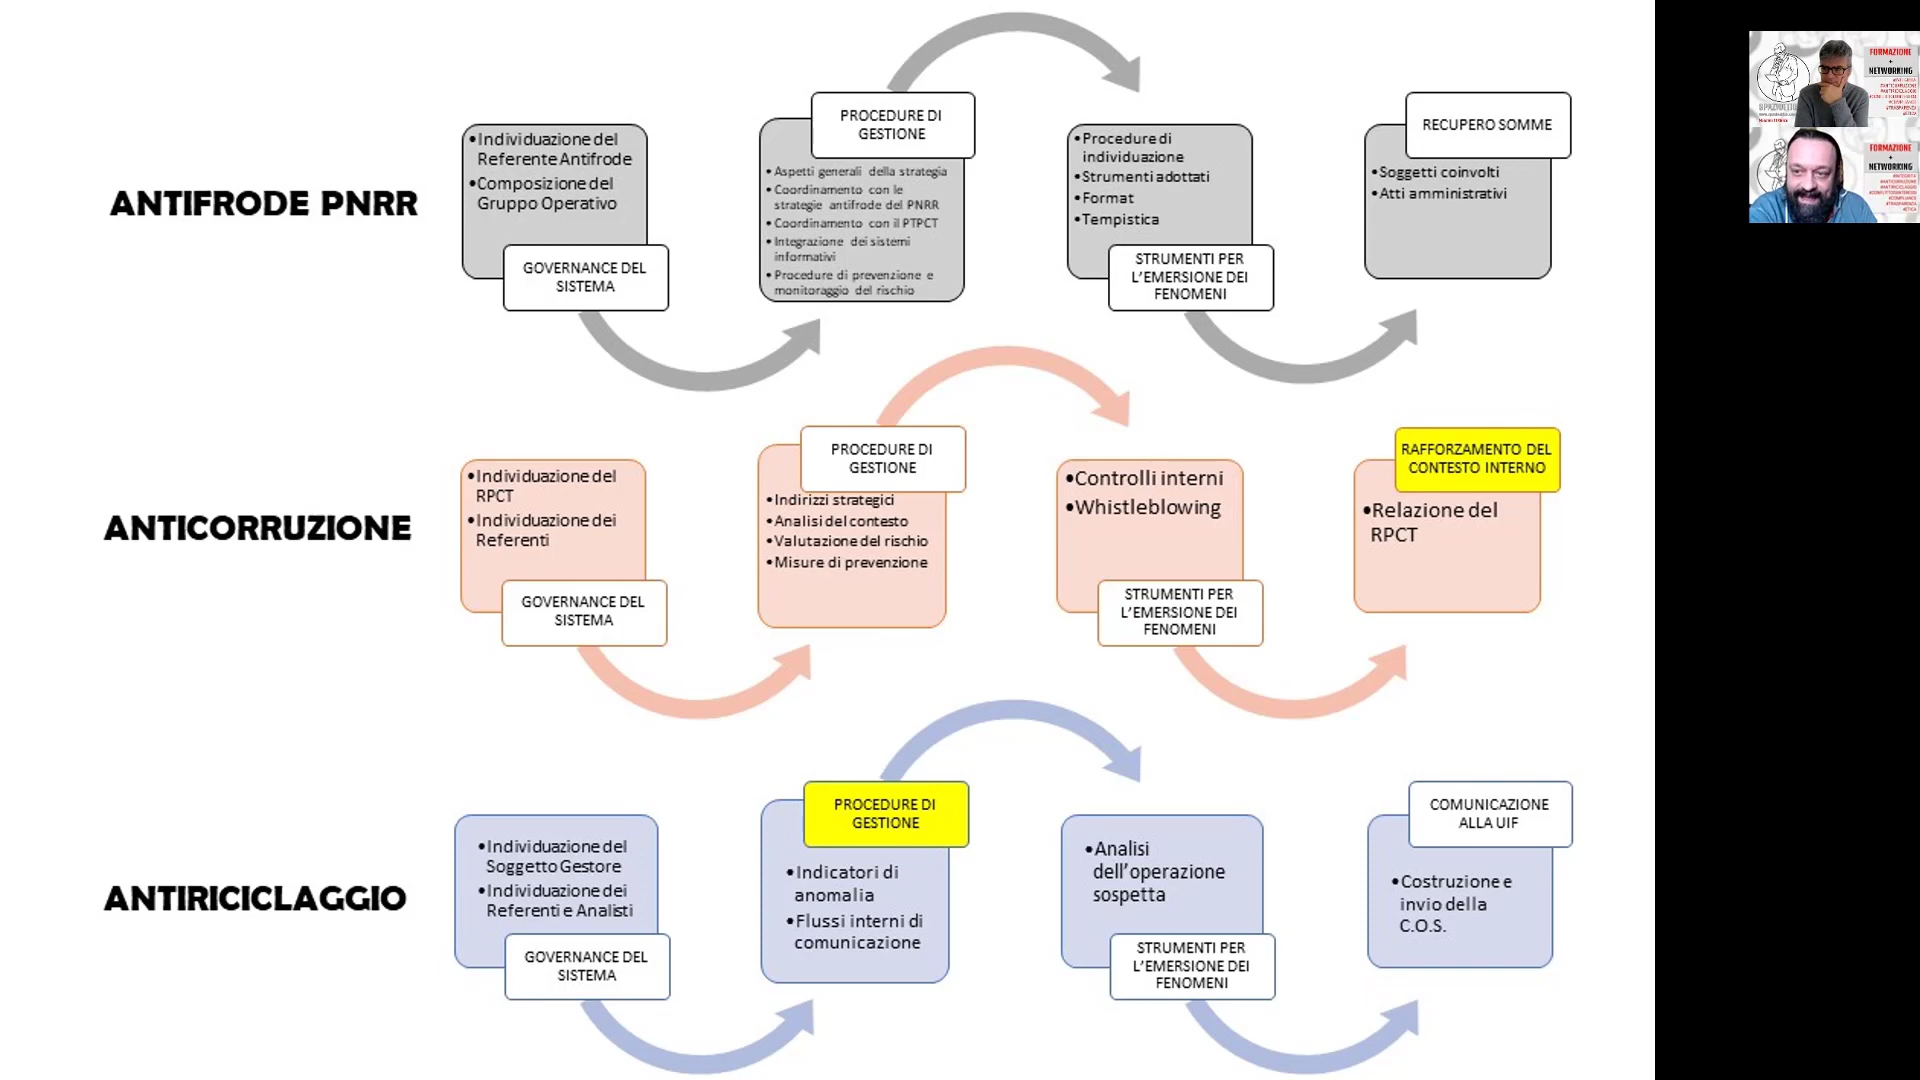 ANTIFRODE PNRR
•Individuazione del
Referente Antifrode
•Composizione del
Gruppo Operativo
GOVERNANCE DEL
SISTEMA
PROCEDURE DI
GESTIONE
•Aspetti generali della strategia
•Coordinamento con le
strategie antifrode del PNRR
•Coordinamento con il PTPCT
•Integrazione dei sistemi
informativi
•Procedure di prevenzione e
monitoraggio del rischio
•Procedure di
individuazione
•Strumenti adottati
•Format
•Tempistica
STRUMENTI PER
L'EMERSIONE DEI
FENOMENI
RECUPERO SOMME
•Soggetti coinvolti
•Atti amministrativi
ANTICORRUZIONE
•Individuazione del
RPCT
•Individuazione dei
Referenti
GOVERNANCE DEL
SISTEMA
PROCEDURE DI
GESTIONE
•Indirizzi strategici
•Analisi del contesto
•Valutazione del rischio
•Misure di prevenzione
•Controlli interni
•Whistleblowing
STRUMENTI PER
L'EMERSIONE DEI
FENOMENI
RAFFORZAMENTO DEL
CONTESTO INTERNO
•Relazione del
RPCT
ANTIRICICLAGGIO
•Individuazione del
Soggetto Gestore
•Individuazione dei
Referenti e Analisti
GOVERNANCE DEL
SISTEMA
PROCEDURE DI
GESTIONE
•Indicatori di
anomalia
•Flussi interni di
comunicazione
•Analisi
dell'operazione
sospetta
STRUMENTI PER
L'EMERSIONE DEI
FENOMENI
COMUNICAZIONE
ALLA UIF
•Costruzione e
invio della
C.O.S.
FORMAZIONE
+
NETWORKING
FORMAZIONE
+
NETWORKING